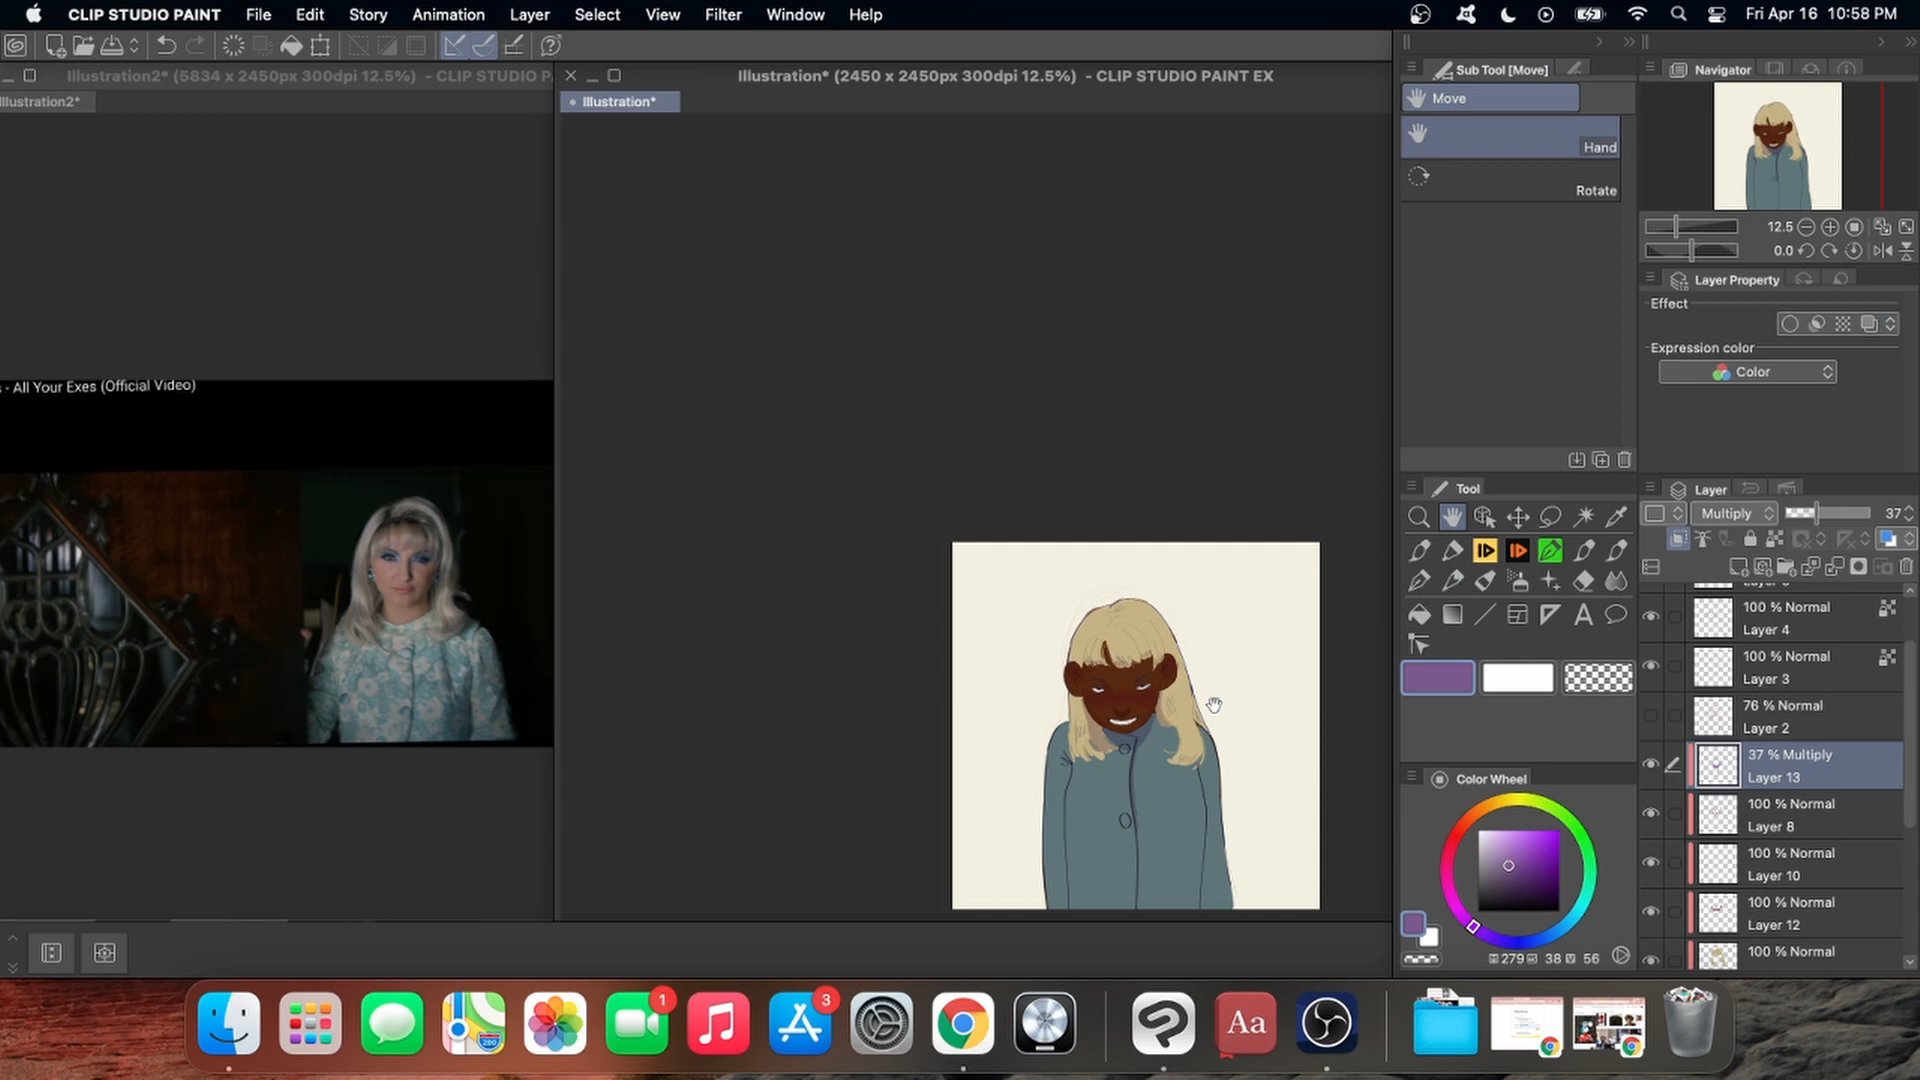 CLIP STUDIO PAINT File Edit Story Animation Layer Select View Filter Window Help Fri Apr 16 10:58 PM
Illustration2* (5834 x 2450px 300dpi 12.5%) - CLIP STUDIO P
Illustration* (2450 x 2450px 300dpi 12.5%) - CLIP STUDIO PAINT EX
llustration2*
Illustration*
s - All Your Exes (Official Video)
Sub Tool [Move]
Move
Hand
Rotate
Navigator
12.5
0.0
Layer Property
Effect
Expression color
Color
Tool
Layer
Multiply 37
100 % Normal
Layer 4
100 % Normal
Layer 3
76 % Normal
Layer 2
37 % Multiply
Layer 13
100 % Normal
Layer 8
100 % Normal
Layer 10
100 % Normal
Layer 12
100 % Normal
Color Wheel
279 38 56
1
3
280
Aa